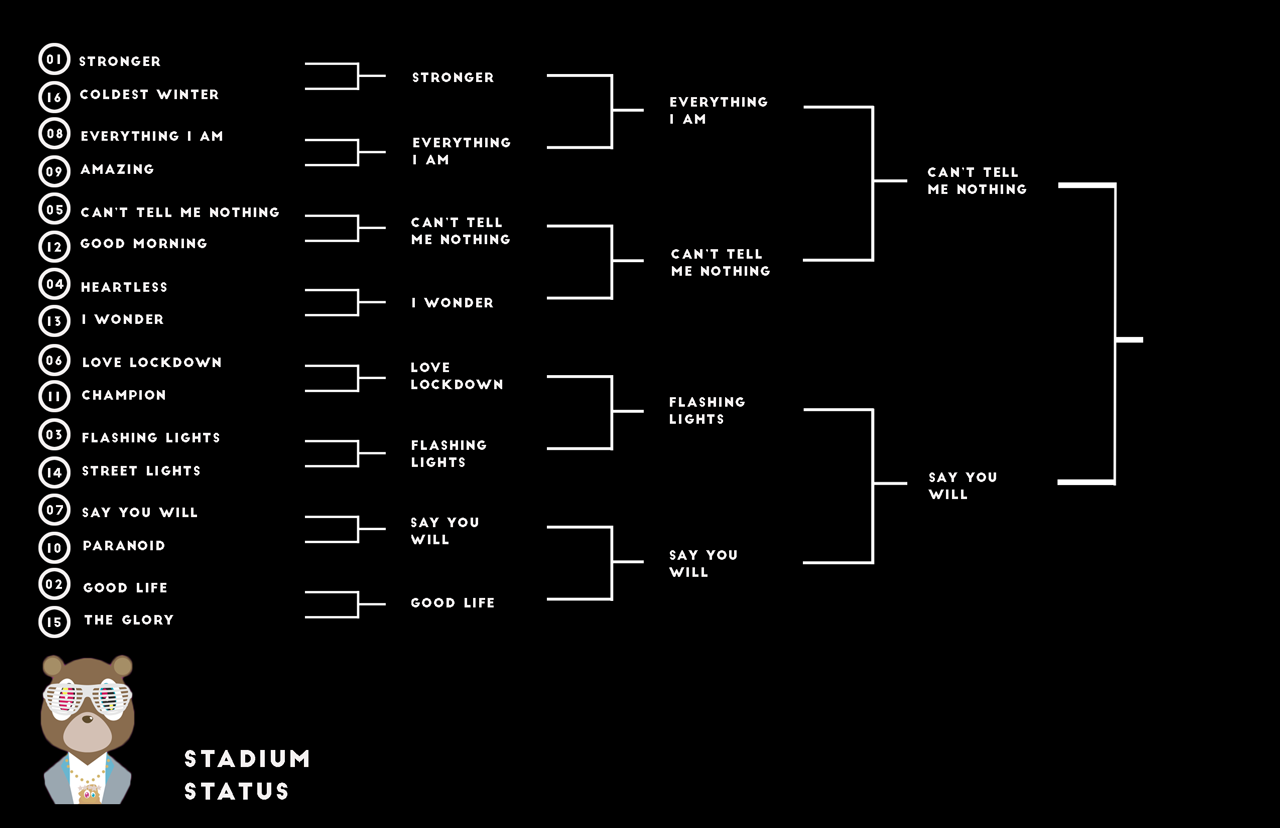 01 STRONGER
16 COLDEST WINTER
08 EVERYTHING I AM
09 AMAZING
05 CAN'T TELL ME NOTHING
12 GOOD MORNING
04 HEARTLESS
13 I WONDER
06 LOVE LOCKDOWN
11 CHAMPION
03 FLASHING LIGHTS
14 STREET LIGHTS
07 SAY YOU WILL
10 PARANOID
02 GOOD LIFE
15 THE GLORY
STRONGER
EVERYTHING
I AM
CAN'T TELL
ME NOTHING
I WONDER
LOVE
LOCKDOWN
FLASHING
LIGHTS
SAY YOU
WILL
GOOD LIFE
EVERYTHING
I AM
CAN'T TELL
ME NOTHING
FLASHING
LIGHTS
SAY YOU
WILL
CAN'T TELL
ME NOTHING
SAY YOU
WILL
STADIUM
STATUS